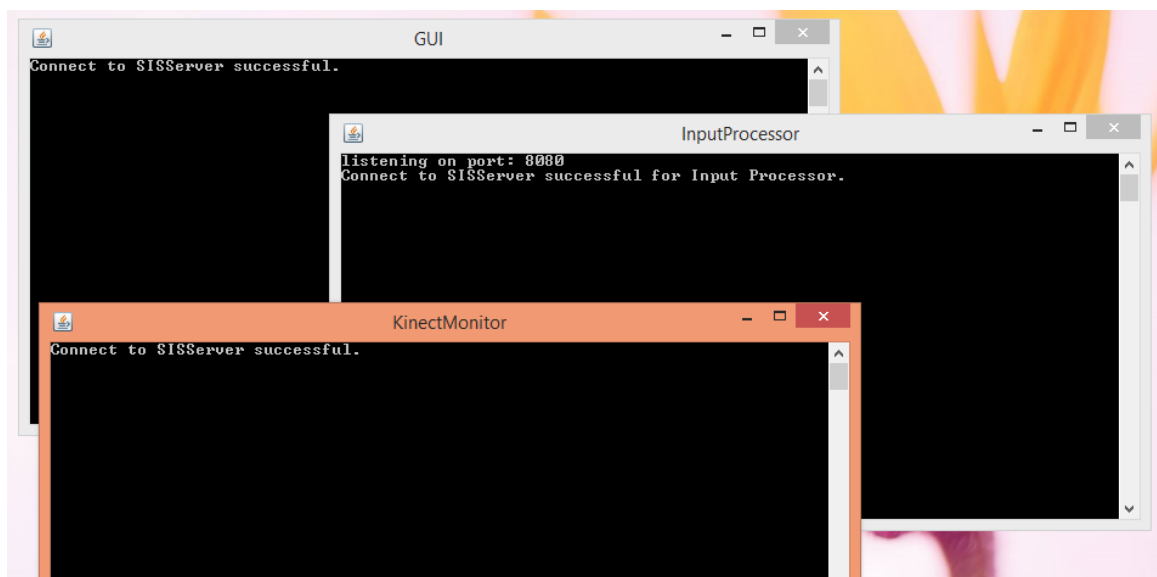 GUI
Connect to SISServer successful.
InputProcessor
listening on port: 8080
Connect to SISServer successful for Input Processor.
KinectMonitor
Connect to SISServer successful.